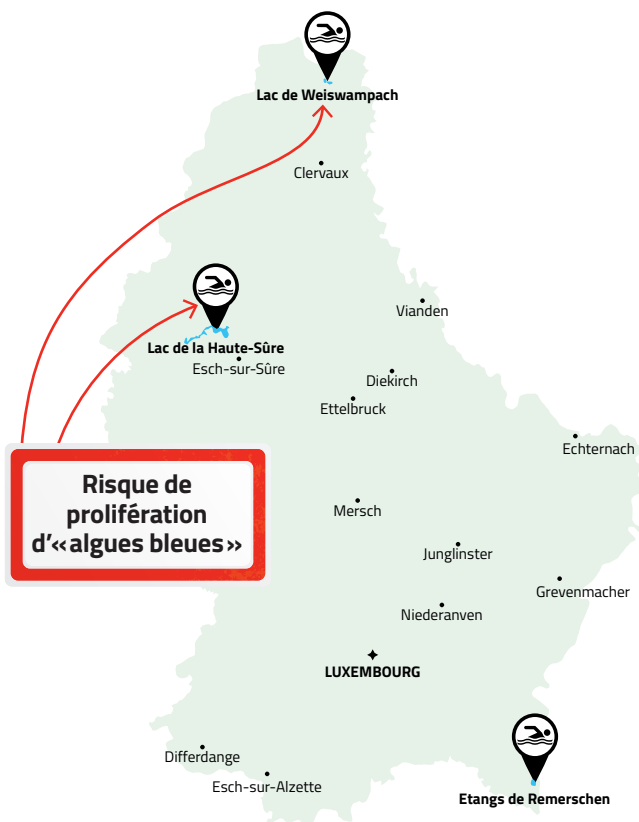 Lac de Weiswampach
Clervaux
Vianden
Lac de la Haute-Sûre
Esch-sur-Sûre
Diekirch
Ettelbruck
Echternach
Risque de
prolifération
d'«algues bleues»
Mersch
Junglinster
Grevenmacher
Niederanven
LUXEMBOURG
Differdange
Esch-sur-Alzette
Etangs de Remerschen